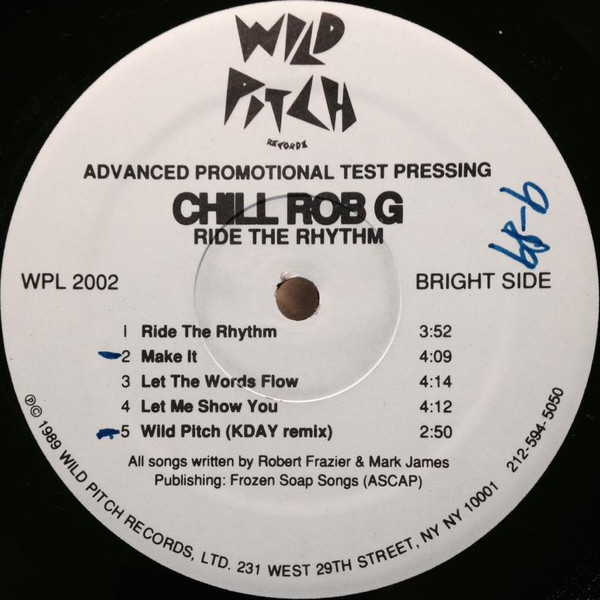 WILD
PITCH
RECORDS
ADVANCED PROMOTIONAL TEST PRESSING
CHILL ROB G
RIDE THE RHYTHM
9-89
WPL 2002
BRIGHT SIDE
1 Ride The Rhythm 3:52
2 Make It 4:09
3 Let The Words Flow 4:14
4 Let Me Show You 4:12
5 Wild Pitch (KDAY remix) 2:50
All songs written by Robert Frazier & Mark James
Publishing: Frozen Soap Songs (ASCAP)
℗© 1989 WILD PITCH RECORDS, LTD. 231 WEST 29TH STREET, NY NY 10001 212-594-5050